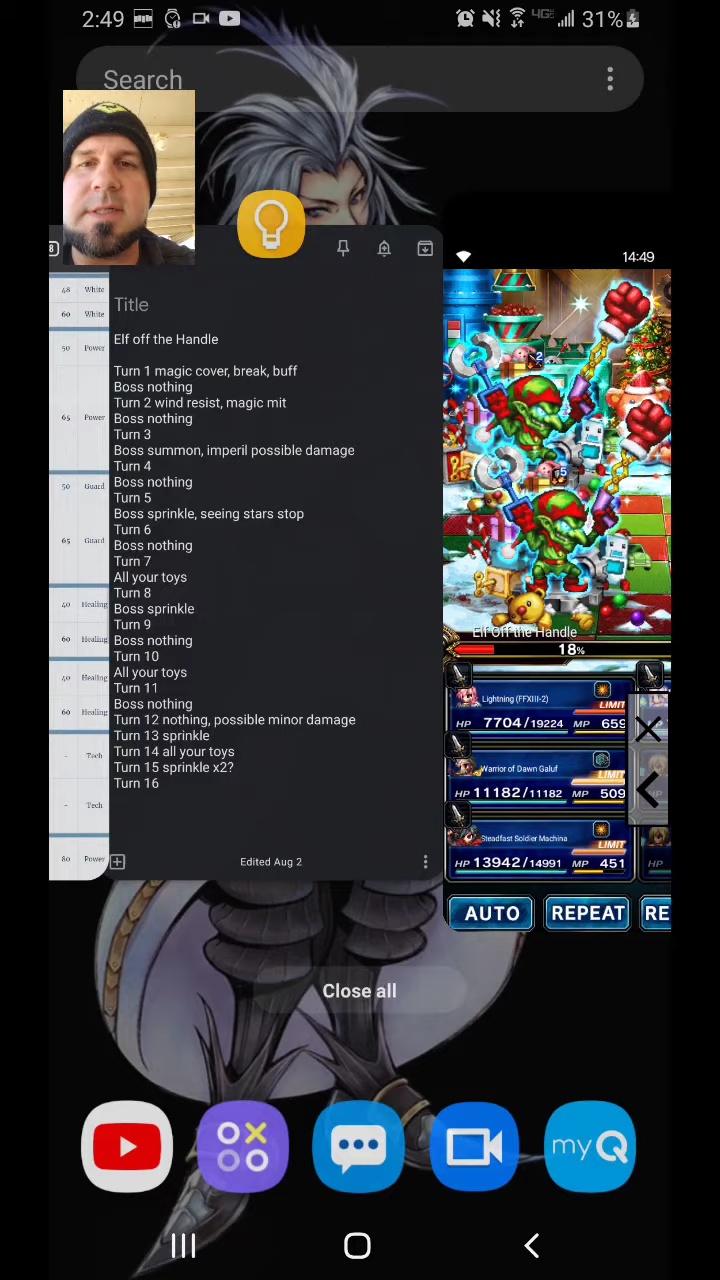 2:49
4GE
31%
Search
14:49
8
48 White
60 White
50 Power
65 Power
50 Guard
65 Guard
40 Healing
60 Healing
40 Healing
60 Healing
- Tech
- Tech
80 Power
Title
Elf off the Handle
Turn 1 magic cover, break, buff
Boss nothing
Turn 2 wind resist, magic mit
Boss nothing
Turn 3
Boss summon, imperil possible damage
Turn 4
Boss nothing
Turn 5
Boss sprinkle, seeing stars stop
Turn 6
Boss nothing
Turn 7
All your toys
Turn 8
Boss sprinkle
Turn 9
Boss nothing
Turn 10
All your toys
Turn 11
Boss nothing
Turn 12 nothing, possible minor damage
Turn 13 sprinkle
Turn 14 all your toys
Turn 15 sprinkle x2?
Turn 16
Edited Aug 2
2
5
Elf Off the Handle
18%
Lightning (FFXIII-2)
LIMIT
HP 7704/19224 MP 659
Warrior of Dawn Galuf
LIMIT
HP 11182/11182 MP 509
Steadfast Soldier Machina
LIMIT
HP 13942/14991 MP 451
AUTO REPEAT RE
Close all
myQ